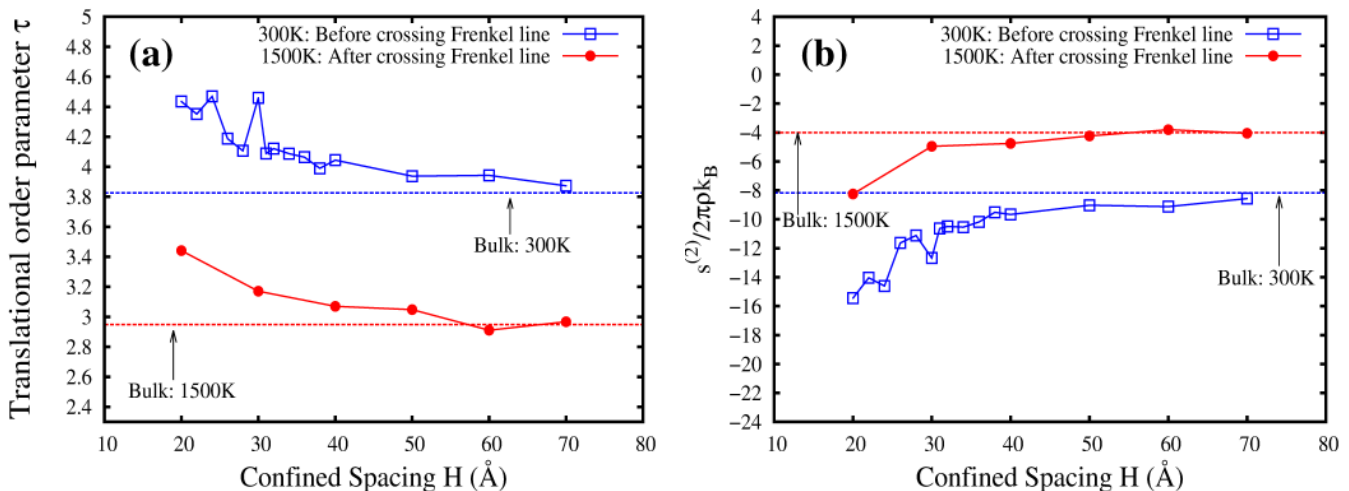 (a)
300K: Before crossing Frenkel line
1500K: After crossing Frenkel line
Translational order parameter τ
5
4.8
4.6
4.4
4.2
4
3.8
3.6
3.4
3.2
3
2.8
2.6
2.4
Bulk: 300K
Bulk: 1500K
10 20 30 40 50 60 70 80
Confined Spacing H (Å)
(b)
300K: Before crossing Frenkel line
1500K: After crossing Frenkel line
s⁽²⁾/2πρk_B
4
2
0
−2
−4
−6
−8
−10
−12
−14
−16
−18
−20
−22
−24
Bulk: 1500K
Bulk: 300K
10 20 30 40 50 60 70 80
Confined Spacing H (Å)